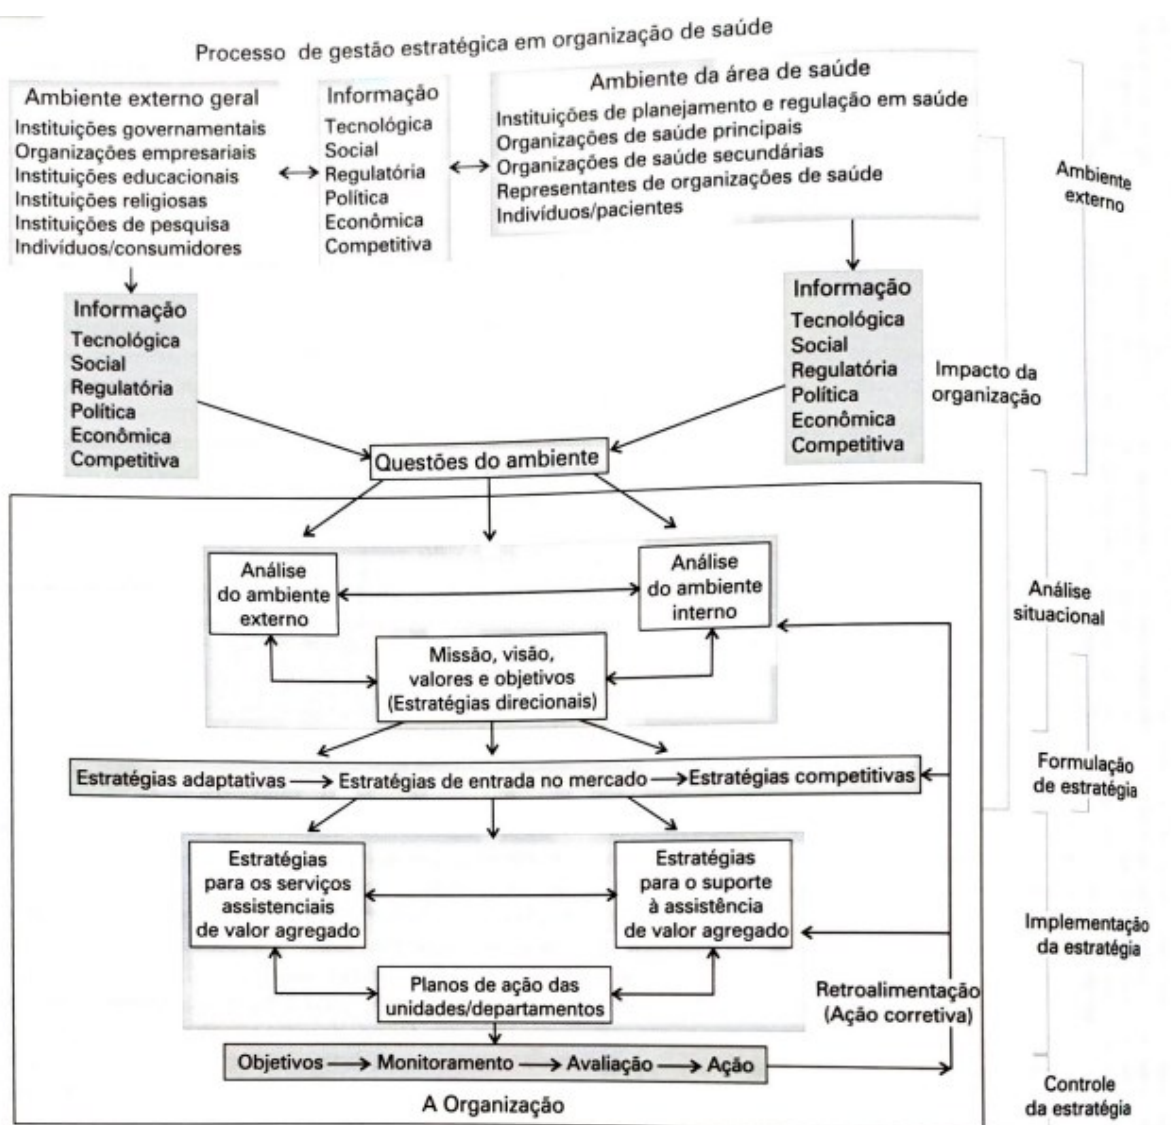 Processo de gestão estratégica em organização de saúde
Ambiente externo geral
Instituições governamentais
Organizações empresariais
Instituições educacionais
Instituições religiosas
Instituições de pesquisa
Indivíduos/consumidores
Informação
Tecnológica
Social
Regulatória
Política
Econômica
Competitiva
Ambiente da área de saúde
Instituições de planejamento e regulação em saúde
Organizações de saúde principais
Organizações de saúde secundárias
Representantes de organizações de saúde
Indivíduos/pacientes
Ambiente
externo
Informação
Tecnológica
Social
Regulatória
Política
Econômica
Competitiva
Informação
Tecnológica
Social
Regulatória
Política
Econômica
Competitiva
Impacto da
organização
Questões do ambiente
Análise
do ambiente
externo
Análise
do ambiente
interno
Análise
situacional
Missão, visão,
valores e objetivos
(Estratégias direcionais)
Estratégias adaptativas → Estratégias de entrada no mercado → Estratégias competitivas
Formulação
de estratégia
Estratégias
para os serviços
assistenciais
de valor agregado
Estratégias
para o suporte
à assistência
de valor agregado
Implementação
da estratégia
Planos de ação das
unidades/departamentos
Retroalimentação
(Ação corretiva)
Objetivos → Monitoramento → Avaliação → Ação
A Organização
Controle
da estratégia